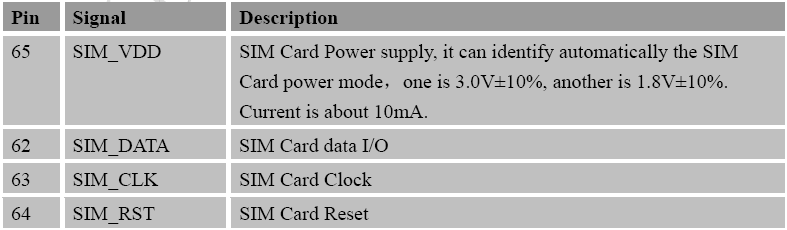 Pin Signal Description
65 SIM_VDD SIM Card Power supply, it can identify automatically the SIM
Card power mode，one is 3.0V±10%, another is 1.8V±10%.
Current is about 10mA.
62 SIM_DATA SIM Card data I/O
63 SIM_CLK SIM Card Clock
64 SIM_RST SIM Card Reset